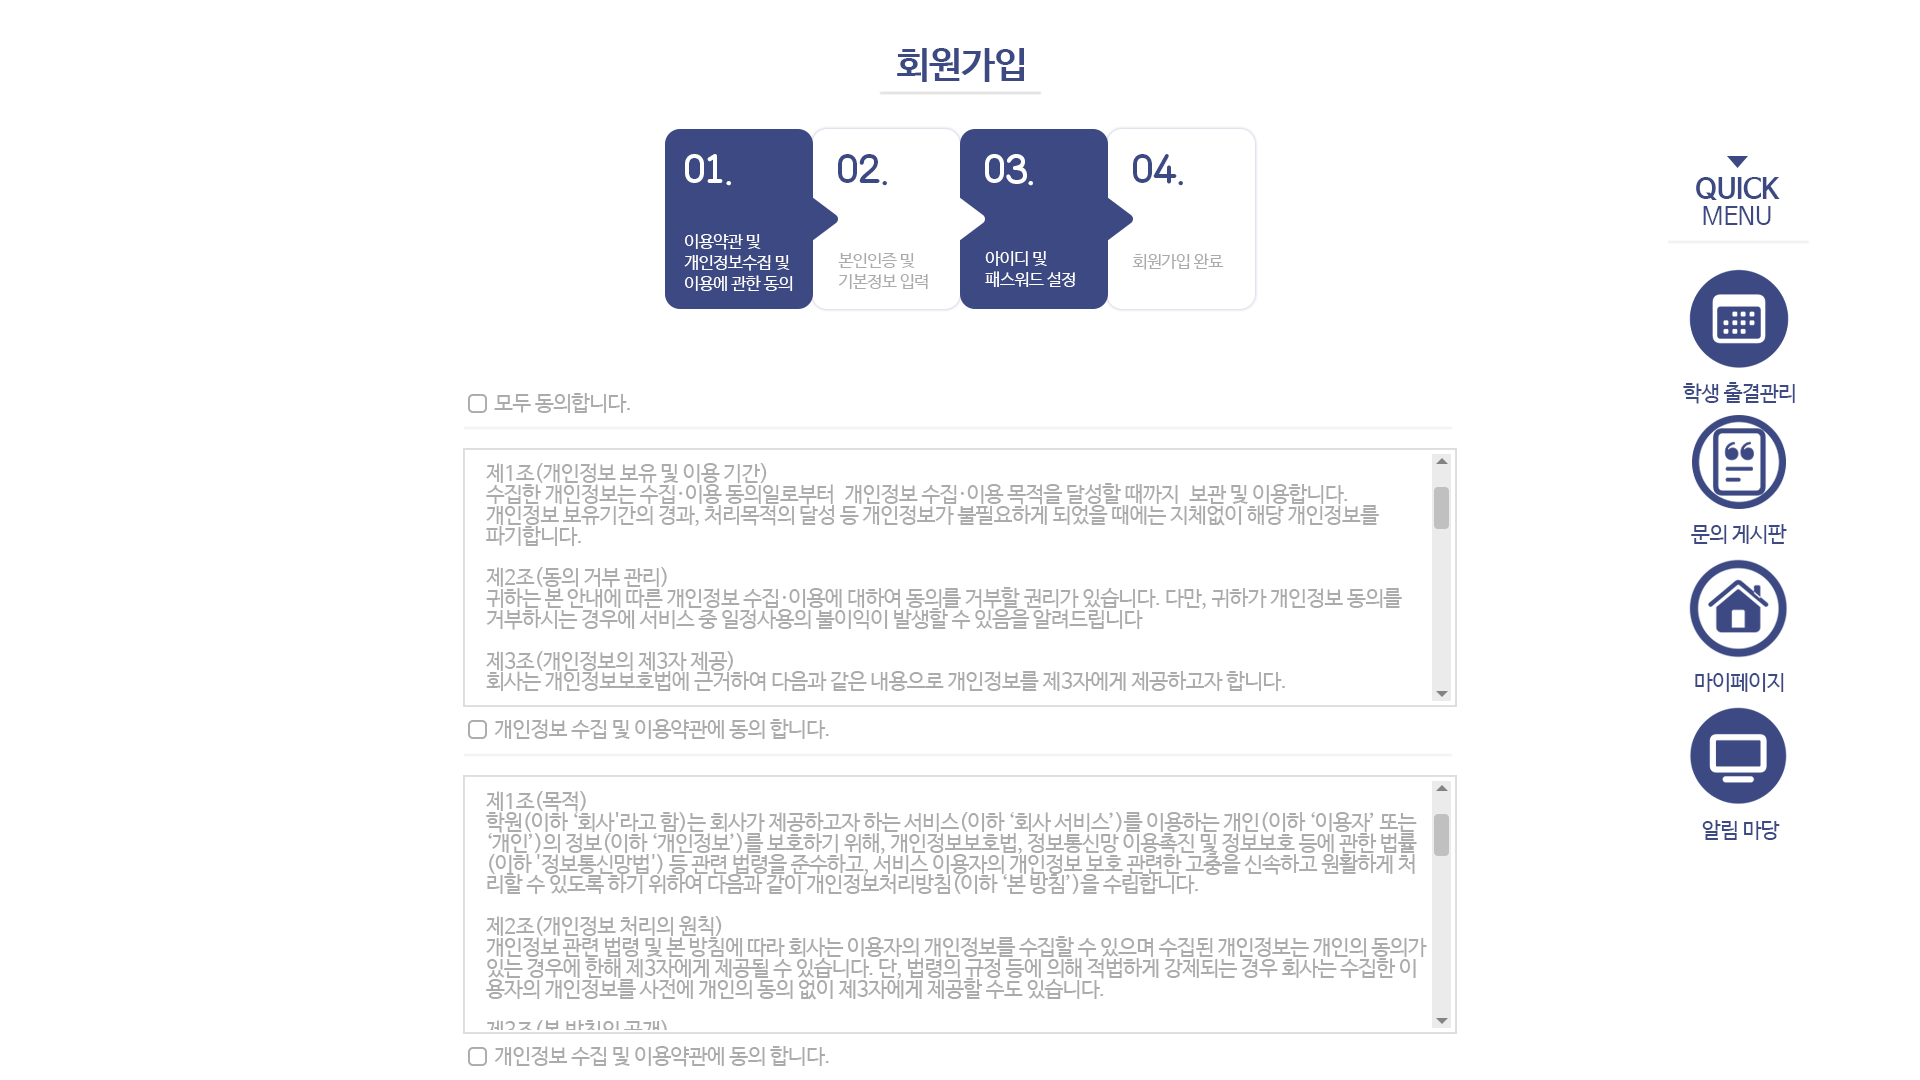 회원가입
01.
이용약관 및
개인정보수집 및
이용에 관한 동의
02.
본인인증 및
기본정보 입력
03.
아이디 및
패스워드 설정
04.
회원가입 완료
QUICK
MENU
학생 출결관리
문의 게시판
마이페이지
알림 마당
모두 동의합니다.
제1조(개인정보 보유 및 이용 기간)
수집한 개인정보는 수집·이용 동의일로부터  개인정보 수집·이용 목적을 달성할 때까지  보관 및 이용합니다.
개인정보 보유기간의 경과, 처리목적의 달성 등 개인정보가 불필요하게 되었을 때에는 지체없이 해당 개인정보를
파기합니다.
제2조(동의 거부 관리)
귀하는 본 안내에 따른 개인정보 수집·이용에 대하여 동의를 거부할 권리가 있습니다. 다만, 귀하가 개인정보 동의를
거부하시는 경우에 서비스 중 일정사용의 불이익이 발생할 수 있음을 알려드립니다
제3조(개인정보의 제3자 제공)
회사는 개인정보보호법에 근거하여 다음과 같은 내용으로 개인정보를 제3자에게 제공하고자 합니다.
개인정보 수집 및 이용약관에 동의 합니다.
제1조(목적)
학원(이하 ‘회사'라고 함)는 회사가 제공하고자 하는 서비스(이하 ‘회사 서비스’)를 이용하는 개인(이하 ‘이용자’ 또는
‘개인’)의 정보(이하 ‘개인정보’)를 보호하기 위해, 개인정보보호법, 정보통신망 이용촉진 및 정보보호 등에 관한 법률
(이하 '정보통신망법') 등 관련 법령을 준수하고, 서비스 이용자의 개인정보 보호 관련한 고충을 신속하고 원활하게 처
리할 수 있도록 하기 위하여 다음과 같이 개인정보처리방침(이하 ‘본 방침’)을 수립합니다.
제2조(개인정보 처리의 원칙)
개인정보 관련 법령 및 본 방침에 따라 회사는 이용자의 개인정보를 수집할 수 있으며 수집된 개인정보는 개인의 동의가
있는 경우에 한해 제3자에게 제공될 수 있습니다. 단, 법령의 규정 등에 의해 적법하게 강제되는 경우 회사는 수집한 이
용자의 개인정보를 사전에 개인의 동의 없이 제3자에게 제공할 수도 있습니다.
제3조(본 방침의 공개)
개인정보 수집 및 이용약관에 동의 합니다.